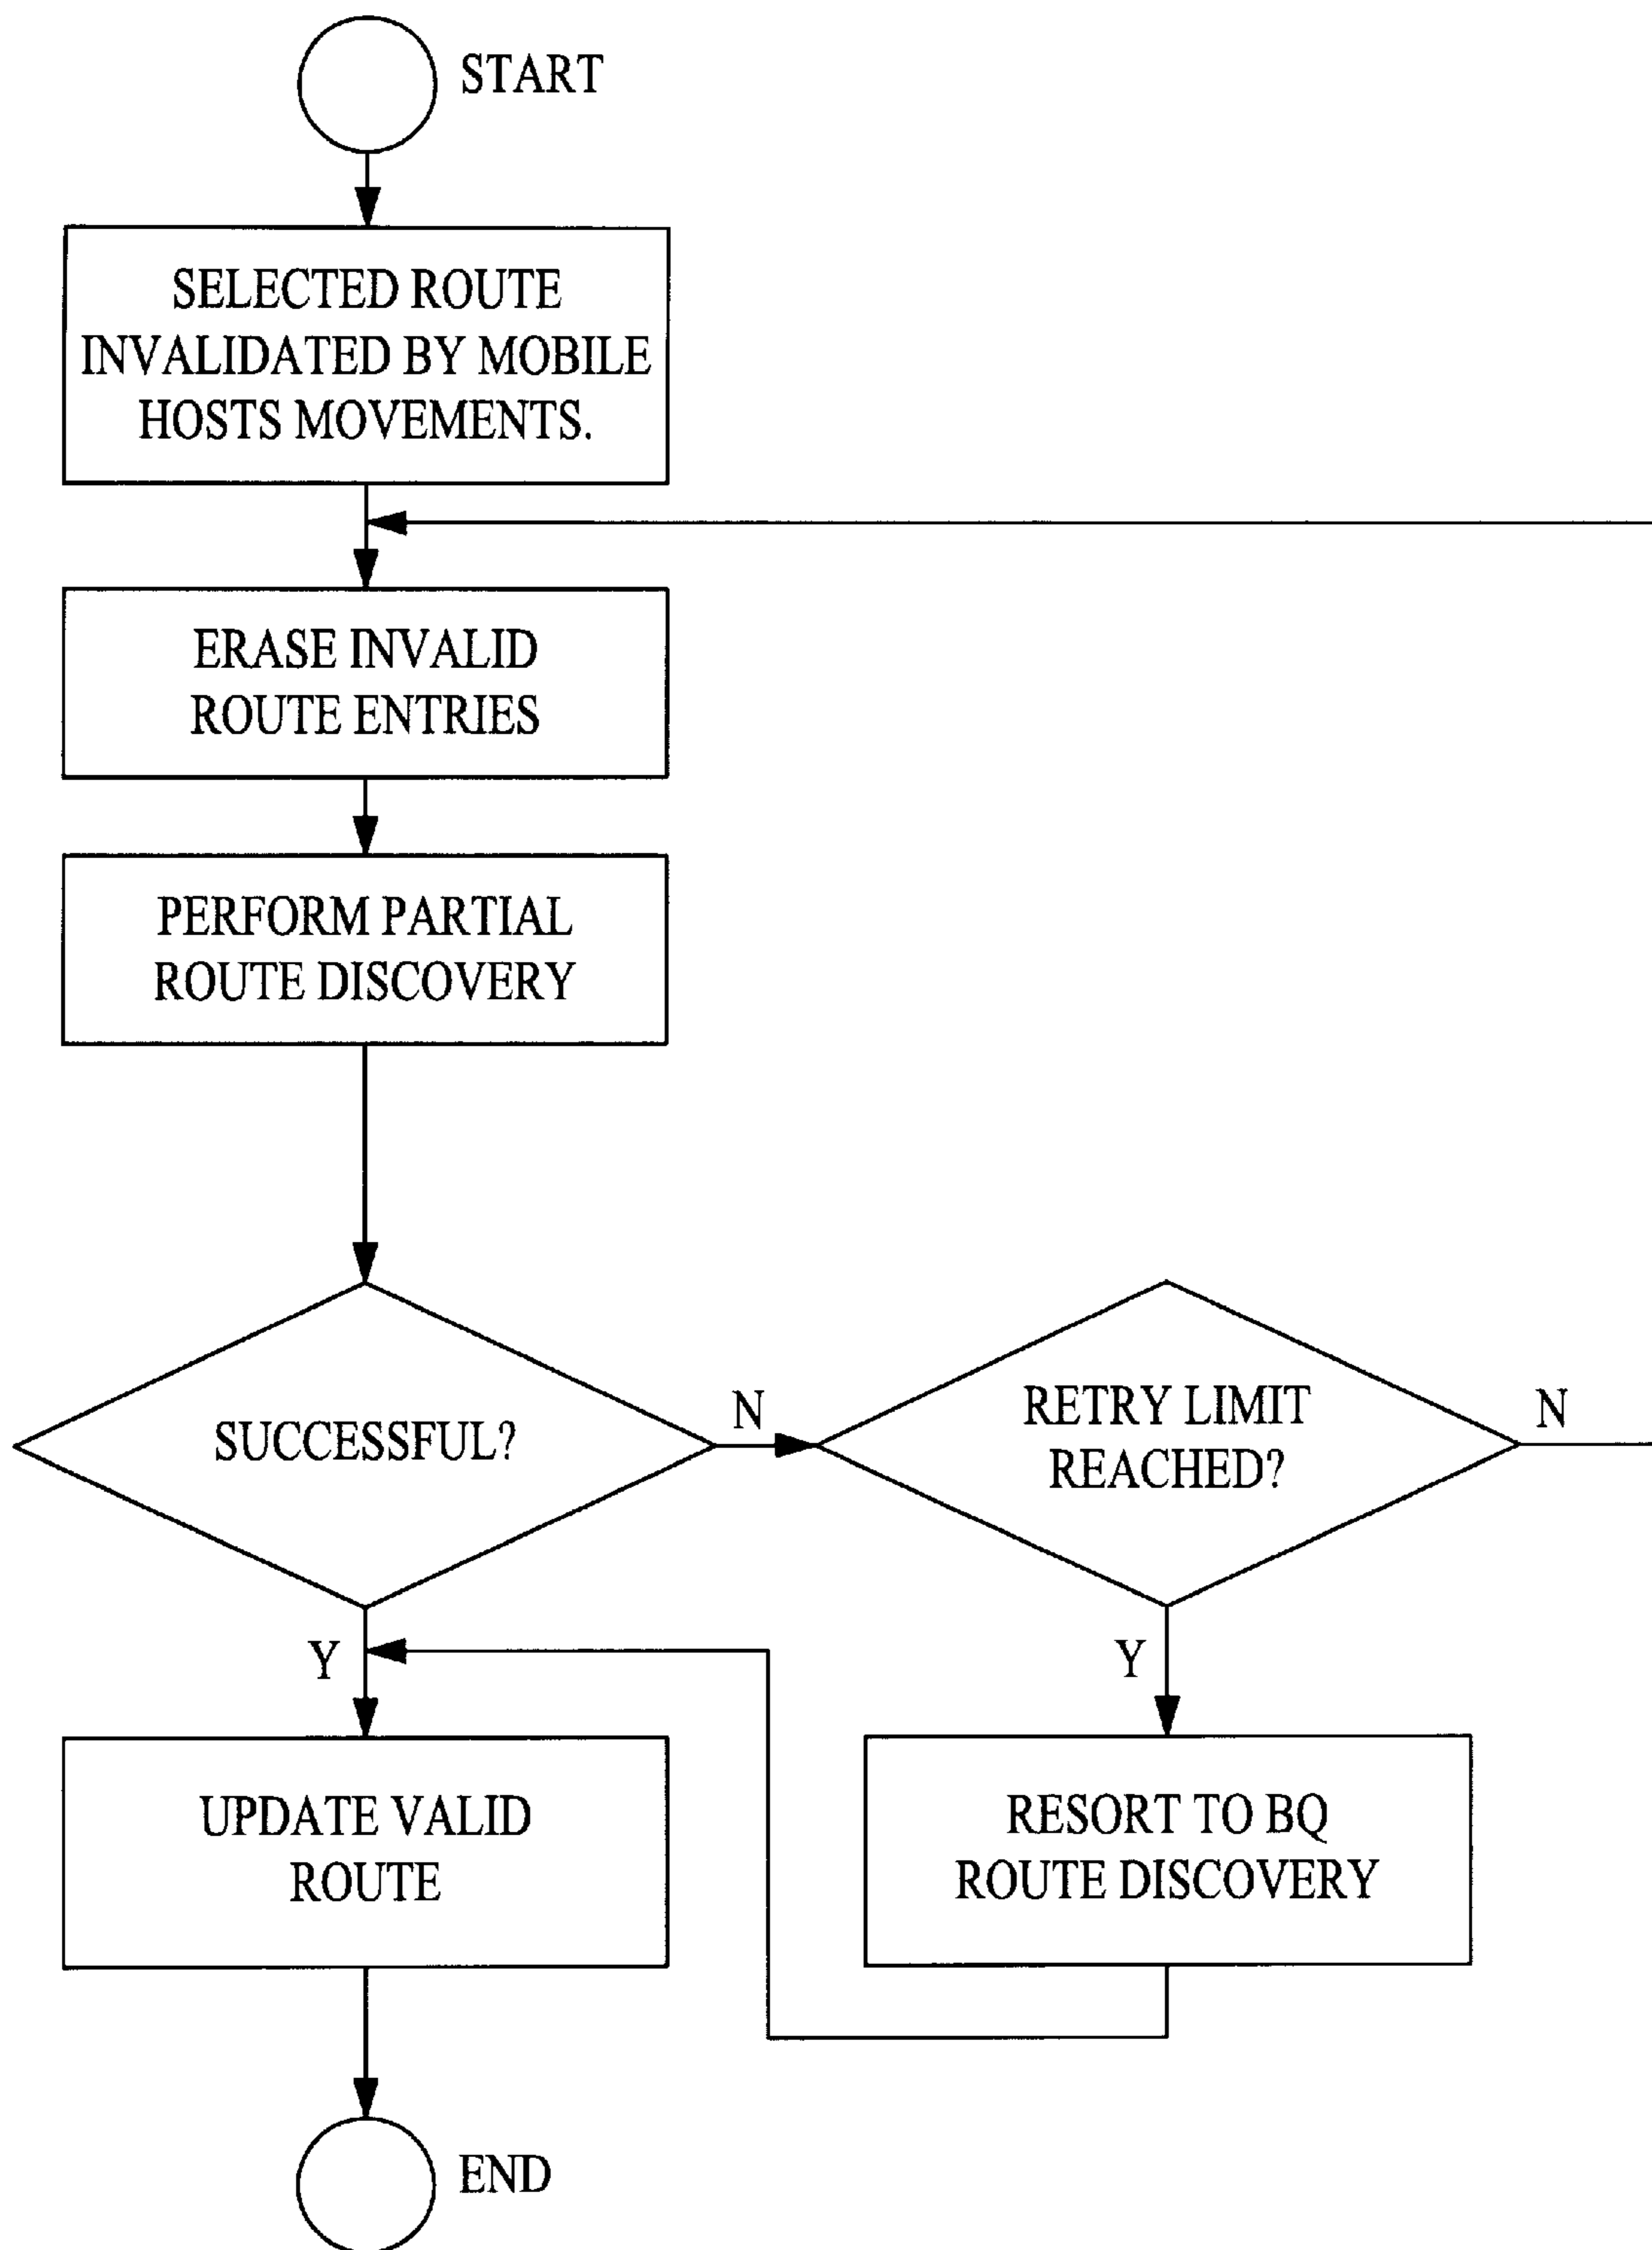 START
SELECTED ROUTE
INVALIDATED BY MOBILE
HOSTS MOVEMENTS.
ERASE INVALID
ROUTE ENTRIES
PERFORM PARTIAL
ROUTE DISCOVERY
SUCCESSFUL?
N
RETRY LIMIT
REACHED?
N
Y
Y
UPDATE VALID
ROUTE
RESORT TO BQ
ROUTE DISCOVERY
END